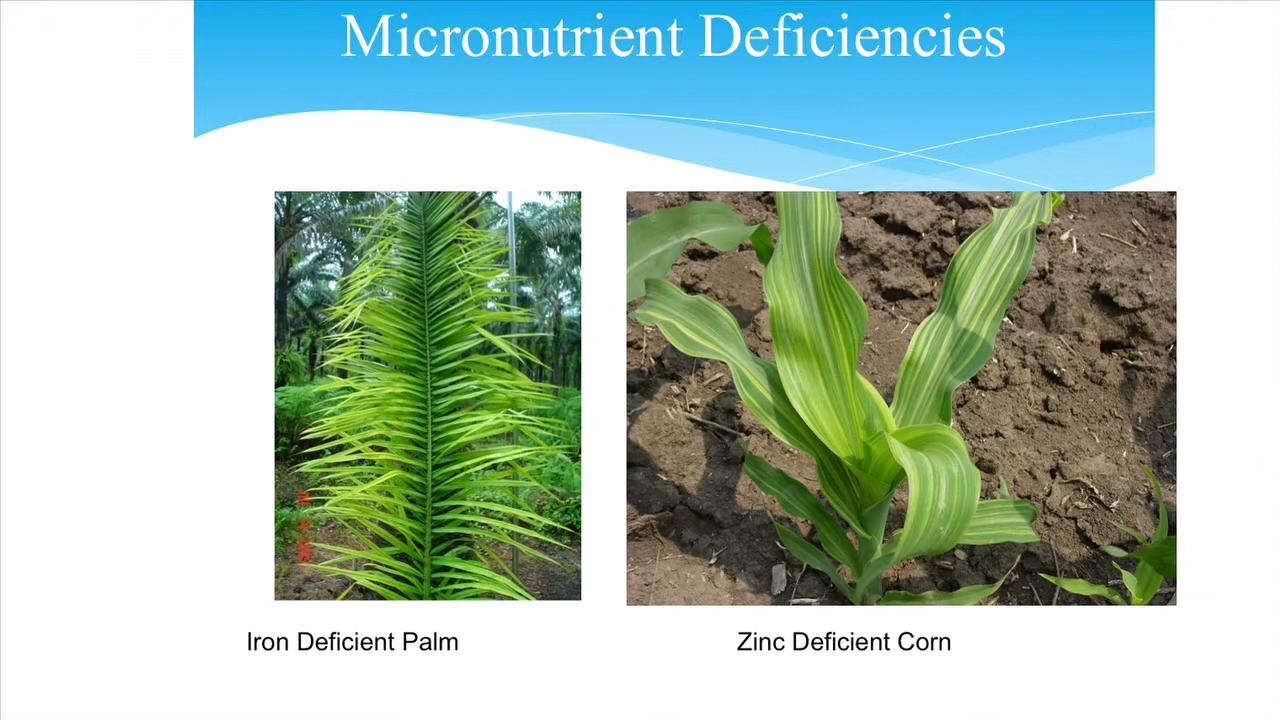 Micronutrient Deficiencies
Iron Deficient Palm
Zinc Deficient Corn